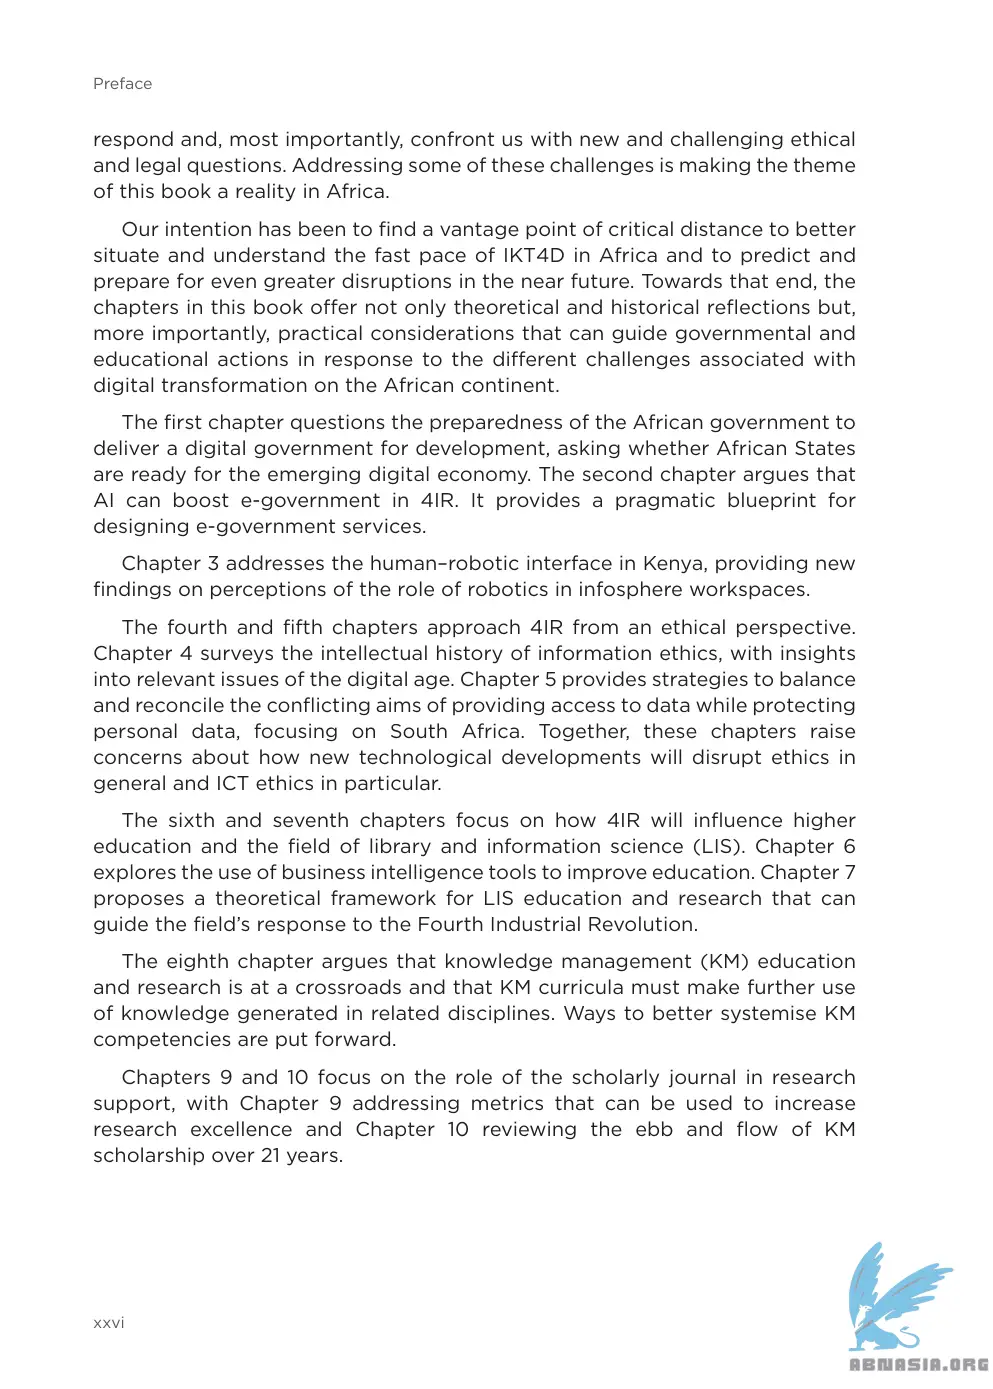 Preface
respond and, most importantly, confront us with new and challenging ethical
and legal questions. Addressing some of these challenges is making the theme
of this book a reality in Africa.
Our intention has been to find a vantage point of critical distance to better
situate and understand the fast pace of IKT4D in Africa and to predict and
prepare for even greater disruptions in the near future. Towards that end, the
chapters in this book offer not only theoretical and historical reflections but,
more importantly, practical considerations that can guide governmental and
educational actions in response to the different challenges associated with
digital transformation on the African continent.
The first chapter questions the preparedness of the African government to
deliver a digital government for development, asking whether African States
are ready for the emerging digital economy. The second chapter argues that
AI can boost e-government in 4IR. It provides a pragmatic blueprint for
designing e-government services.
Chapter 3 addresses the human–robotic interface in Kenya, providing new
findings on perceptions of the role of robotics in infosphere workspaces.
The fourth and fifth chapters approach 4IR from an ethical perspective.
Chapter 4 surveys the intellectual history of information ethics, with insights
into relevant issues of the digital age. Chapter 5 provides strategies to balance
and reconcile the conflicting aims of providing access to data while protecting
personal data, focusing on South Africa. Together, these chapters raise
concerns about how new technological developments will disrupt ethics in
general and ICT ethics in particular.
The sixth and seventh chapters focus on how 4IR will influence higher
education and the field of library and information science (LIS). Chapter 6
explores the use of business intelligence tools to improve education. Chapter 7
proposes a theoretical framework for LIS education and research that can
guide the field’s response to the Fourth Industrial Revolution.
The eighth chapter argues that knowledge management (KM) education
and research is at a crossroads and that KM curricula must make further use
of knowledge generated in related disciplines. Ways to better systemise KM
competencies are put forward.
Chapters 9 and 10 focus on the role of the scholarly journal in research
support, with Chapter 9 addressing metrics that can be used to increase
research excellence and Chapter 10 reviewing the ebb and flow of KM
scholarship over 21 years.
xxvi
ABNASIA.ORG